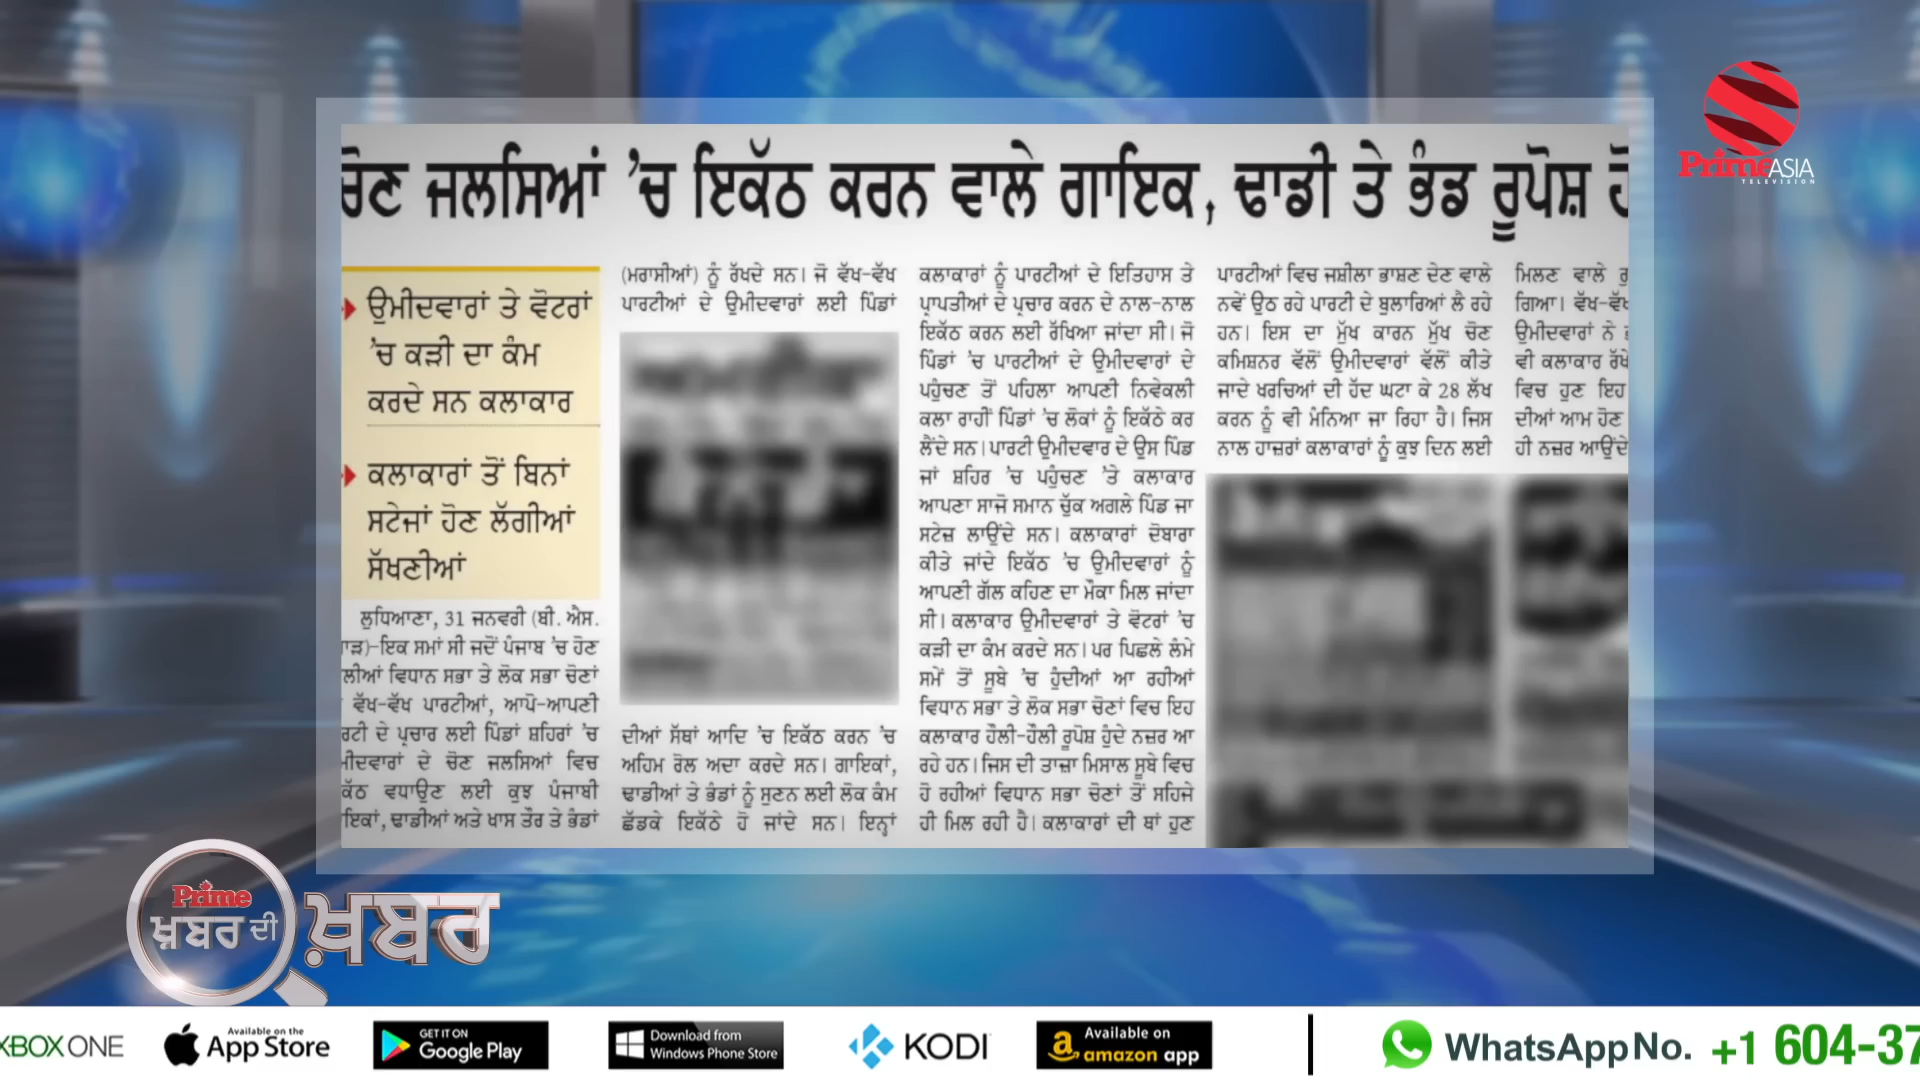 ਚੋਣ ਜਲਸਿਆਂ 'ਚ ਇਕੱਠ ਕਰਨ ਵਾਲੇ ਗਾਇਕ, ਢਾਡੀ ਤੇ ਭੰਡ ਰੂਪੋਸ਼
ਉਮੀਦਵਾਰਾਂ ਤੇ ਵੋਟਰਾਂ
'ਚ ਕੜੀ ਦਾ ਕੰਮ
ਕਰਦੇ ਸਨ ਕਲਾਕਾਰ
ਕਲਾਕਾਰਾਂ ਤੋਂ ਬਿਨਾਂ
ਸਟੇਜਾਂ ਹੋਣ ਲੱਗੀਆਂ
ਸੱਖਣੀਆਂ
ਲੁਧਿਆਣਾ, 31 ਜਨਵਰੀ (ਬੀ. ਐਸ.
ਾੜ)-ਇਕ ਸਮਾਂ ਸੀ ਜਦੋਂ ਪੰਜਾਬ 'ਚ ਹੋਣ
ਲੀਆਂ ਵਿਧਾਨ ਸਭਾ ਤੇ ਲੋਕ ਸਭਾ ਚੋਣਾਂ
ਵੱਖ-ਵੱਖ ਪਾਰਟੀਆਂ, ਆਪੋ-ਆਪਣੀ
ਰਟੀ ਦੇ ਪ੍ਰਚਾਰ ਲਈ ਪਿੰਡਾਂ ਸ਼ਹਿਰਾਂ 'ਚ
ਮੀਦਵਾਰਾਂ ਦੇ ਚੋਣ ਜਲਸਿਆਂ ਵਿਚ
ਕੱਠ ਵਧਾਉਣ ਲਈ ਕੁਝ ਪੰਜਾਬੀ
ਇਕਾਂ, ਢਾਡੀਆਂ ਅਤੇ ਖਾਸ ਤੌਰ ਤੇ ਭੰਡਾਂ
(ਮਰਾਸੀਆਂ) ਨੂੰ ਰੱਖਦੇ ਸਨ। ਜੋ ਵੱਖ-ਵੱਖ
ਪਾਰਟੀਆਂ ਦੇ ਉਮੀਦਵਾਰਾਂ ਲਈ ਪਿੰਡਾਂ
ਦੀਆਂ ਸੱਥਾਂ ਆਦਿ 'ਚ ਇਕੱਠ ਕਰਨ 'ਚ
ਅਹਿਮ ਰੋਲ ਅਦਾ ਕਰਦੇ ਸਨ। ਗਾਇਕਾਂ,
ਢਾਡੀਆਂ ਤੇ ਭੰਡਾਂ ਨੂੰ ਸੁਣਨ ਲਈ ਲੋਕ ਕੰਮ
ਛੱਡਕੇ ਇਕੱਠੇ ਹੋ ਜਾਂਦੇ ਸਨ। ਇਨ੍ਹਾਂ
ਕਲਾਕਾਰਾਂ ਨੂੰ ਪਾਰਟੀਆਂ ਦੇ ਇਤਿਹਾਸ ਤੇ
ਪ੍ਰਾਪਤੀਆਂ ਦੇ ਪ੍ਰਚਾਰ ਕਰਨ ਦੇ ਨਾਲ-ਨਾਲ
ਇਕੱਠ ਕਰਨ ਲਈ ਰੱਖਿਆ ਜਾਂਦਾ ਸੀ। ਜੋ
ਪਿੰਡਾਂ 'ਚ ਪਾਰਟੀਆਂ ਦੇ ਉਮੀਦਵਾਰਾਂ ਦੇ
ਪਹੁੰਚਣ ਤੋਂ ਪਹਿਲਾ ਆਪਣੀ ਨਿਵੇਕਲੀ
ਕਲਾ ਰਾਹੀਂ ਪਿੰਡਾਂ 'ਚ ਲੋਕਾਂ ਨੂੰ ਇਕੱਠੇ ਕਰ
ਲੈਂਦੇ ਸਨ। ਪਾਰਟੀ ਉਮੀਦਵਾਰ ਦੇ ਉਸ ਪਿੰਡ
ਜਾਂ ਸ਼ਹਿਰ 'ਚ ਪਹੁੰਚਣ 'ਤੇ ਕਲਾਕਾਰ
ਆਪਣਾ ਸਾਜੋ ਸਮਾਨ ਚੁੱਕ ਅਗਲੇ ਪਿੰਡ ਜਾ
ਸਟੇਜ਼ ਲਾਉਂਦੇ ਸਨ। ਕਲਾਕਾਰਾਂ ਦੋਬਾਰਾ
ਕੀਤੇ ਜਾਂਦੇ ਇਕੱਠ 'ਚ ਉਮੀਦਵਾਰਾਂ ਨੂੰ
ਆਪਣੀ ਗੱਲ ਕਹਿਣ ਦਾ ਮੌਕਾ ਮਿਲ ਜਾਂਦਾ
ਸੀ। ਕਲਾਕਾਰ ਉਮੀਦਵਾਰਾਂ ਤੇ ਵੋਟਰਾਂ 'ਚ
ਕੜੀ ਦਾ ਕੰਮ ਕਰਦੇ ਸਨ। ਪਰ ਪਿਛਲੇ ਲੰਮੇ
ਸਮੇਂ ਤੋਂ ਸੂਬੇ 'ਚ ਹੁੰਦੀਆਂ ਆ ਰਹੀਆਂ
ਵਿਧਾਨ ਸਭਾ ਤੇ ਲੋਕ ਸਭਾ ਚੋਣਾਂ ਵਿਚ ਇਹ
ਕਲਾਕਾਰ ਹੌਲੀ-ਹੌਲੀ ਰੂਪੋਸ਼ ਹੁੰਦੇ ਨਜ਼ਰ ਆ
ਰਹੇ ਹਨ। ਜਿਸ ਦੀ ਤਾਜ਼ਾ ਮਿਸਾਲ ਸੂਬੇ ਵਿਚ
ਹੋ ਰਹੀਆਂ ਵਿਧਾਨ ਸਭਾ ਚੋਣਾਂ ਤੋਂ ਸਹਿਜੇ
ਹੀ ਮਿਲ ਰਹੀ ਹੈ। ਕਲਾਕਾਰਾਂ ਦੀ ਥਾਂ ਹੁਣ
ਪਾਰਟੀਆਂ ਵਿਚ ਜਸ਼ੀਲਾ ਭਾਸ਼ਣ ਦੇਣ ਵਾਲੇ
ਨਵੇਂ ਉਠ ਰਹੇ ਪਾਰਟੀ ਦੇ ਬੁਲਾਰਿਆਂ ਲੈ ਰਹੇ
ਹਨ। ਇਸ ਦਾ ਮੁੱਖ ਕਾਰਨ ਮੁੱਖ ਚੋਣ
ਕਮਿਸ਼ਨਰ ਵੱਲੋਂ ਉਮੀਦਵਾਰਾਂ ਵੱਲੋਂ ਕੀਤੇ
ਜਾਦੇ ਖਰਚਿਆਂ ਦੀ ਹੱਦ ਘਟਾ ਕੇ 28 ਲੱਖ
ਕਰਨ ਨੂੰ ਵੀ ਮੰਨਿਆ ਜਾ ਰਿਹਾ ਹੈ। ਜਿਸ
ਨਾਲ ਹਾਜ਼ਰਾਂ ਕਲਾਕਾਰਾਂ ਨੂੰ ਕੁਝ ਦਿਨ ਲਈ
ਮਿਲਣ ਵਾਲੇ
ਗਿਆ। ਵੱਖ-ਵੱਖ
ਉਮੀਦਵਾਰਾਂ ਨੇ
ਵੀ ਕਲਾਕਾਰ ਰੱਖੇ
ਵਿਚ ਹੁਣ ਇਹ
ਦੀਆਂ ਆਮ ਹੋਣ
ਹੀ ਨਜ਼ਰ ਆਉਂਦੇ
Prime ASIA
TELEVISION
Prime
ਖ਼ਬਰ ਦੀ
ਖ਼ਬਰ
XBOX ONE
Available on the
App Store
GET IT ON
Google Play
Download from
Windows Phone Store
KODI
Available on
amazon app
WhatsApp No. +1 604-37